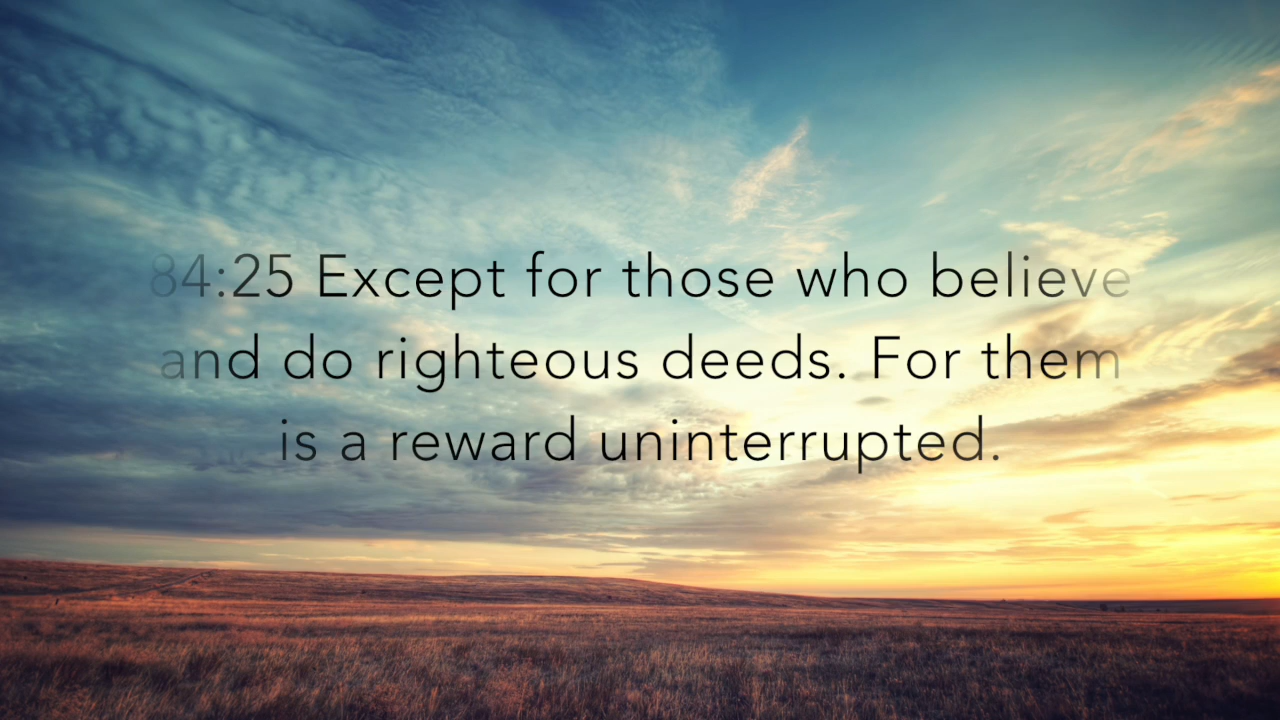 84:25 Except for those who believe
and do righteous deeds. For them
is a reward uninterrupted.